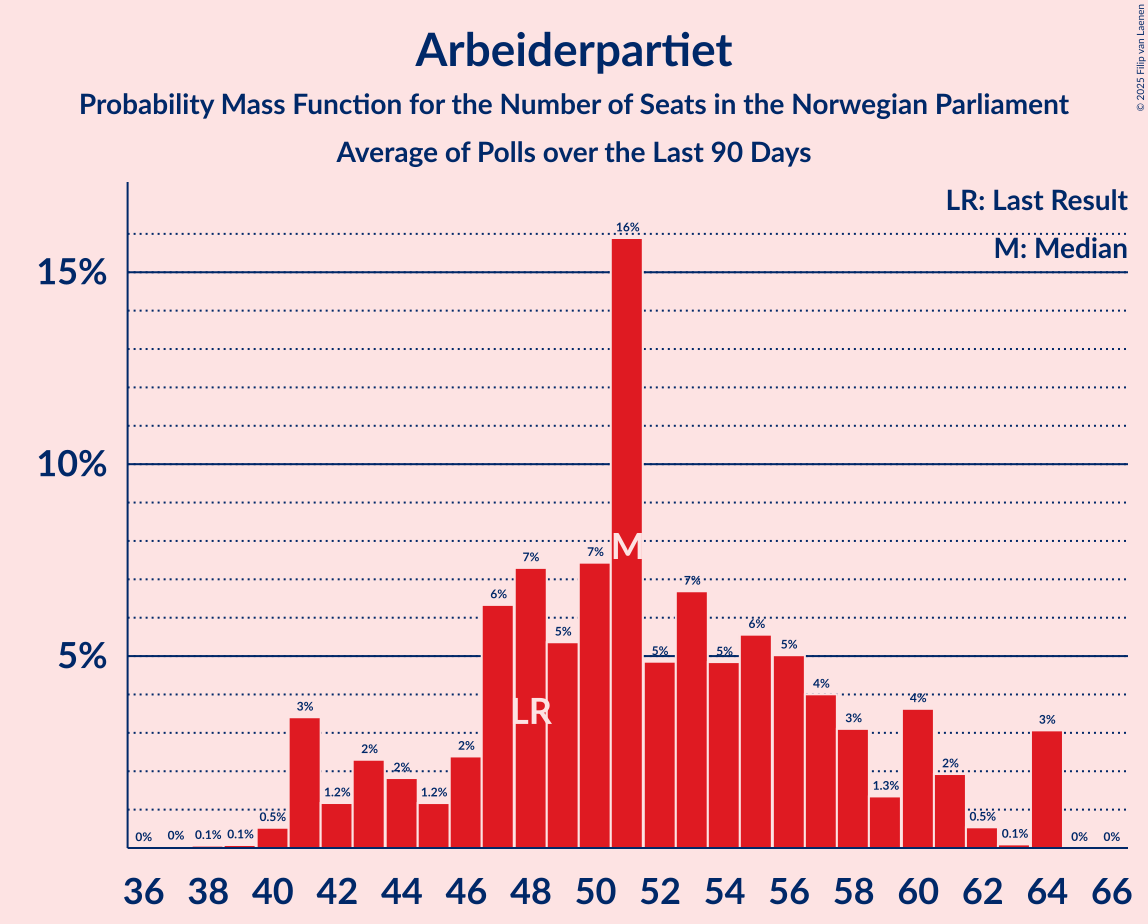 Arbeiderpartiet
Probability Mass Function for the Number of Seats in the Norwegian Parliament
Average of Polls over the Last 90 Days
© 2025 Filip van Laenen
LR: Last Result
M: Median
15%
10%
5%
0% 0% 0.1% 0.1% 0.5% 3% 1.2% 2% 2% 1.2% 2% 6% 7% 5% 7% 16% 5% 7% 5% 6% 5% 4% 3% 1.3% 4% 2% 0.5% 0.1% 3% 0% 0%
M
LR
36 38 40 42 44 46 48 50 52 54 56 58 60 62 64 66